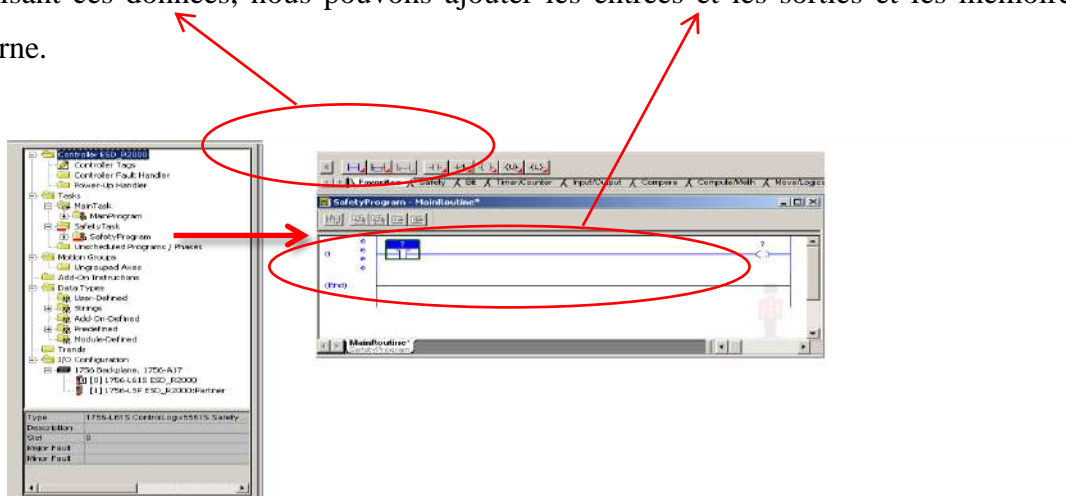 isant ces données, nous pouvons ajouter les entrées et les sorties et les mémoire
rne.
Controller ESD_R2000
Controller Tags
Controller Fault Handler
Power-Up Handler
Tasks
MainTask
MainProgram
SafetyTask
SafetyProgram
Unscheduled Programs / Phases
Motion Groups
Ungrouped Axes
Add-On Instructions
Data Types
User-Defined
Strings
Add-On-Defined
Predefined
Module-Defined
Trends
I/O Configuration
1756 Backplane, 1756-A17
[0] 1756-L61S ESD_R2000
[1] 1756-LSP ESD_R2000:Partner
Type 1756-L61S ControlLogix5561S Safety
Description
Slot 0
Major Fault
Minor Fault
Favorites Safety Bit Timer/Counter Input/Output Compare Compute/Math Move/Logica
SafetyProgram - MainRoutine*
? ?
0 e
e
e
e
(End)
MainRoutine*
SafetyProgram